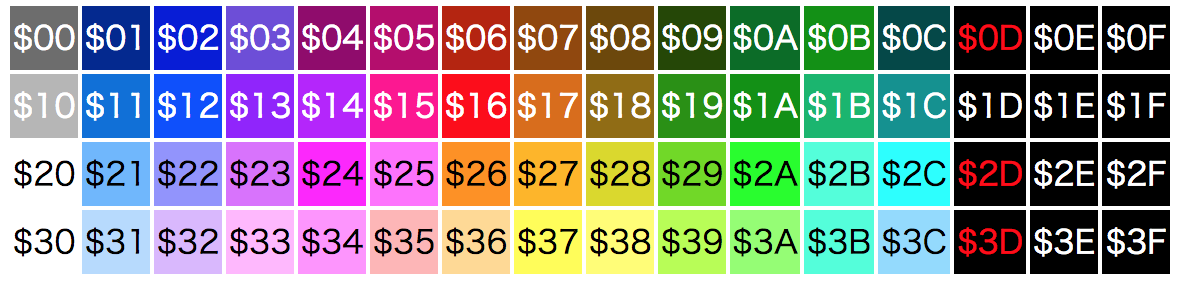 $00 $01 $02 $03 $04 $05 $06 $07 $08 $09 $0A $0B $0C $0D $0E $0F
$10 $11 $12 $13 $14 $15 $16 $17 $18 $19 $1A $1B $1C $1D $1E $1F
$20 $21 $22 $23 $24 $25 $26 $27 $28 $29 $2A $2B $2C $2D $2E $2F
$30 $31 $32 $33 $34 $35 $36 $37 $38 $39 $3A $3B $3C $3D $3E $3F